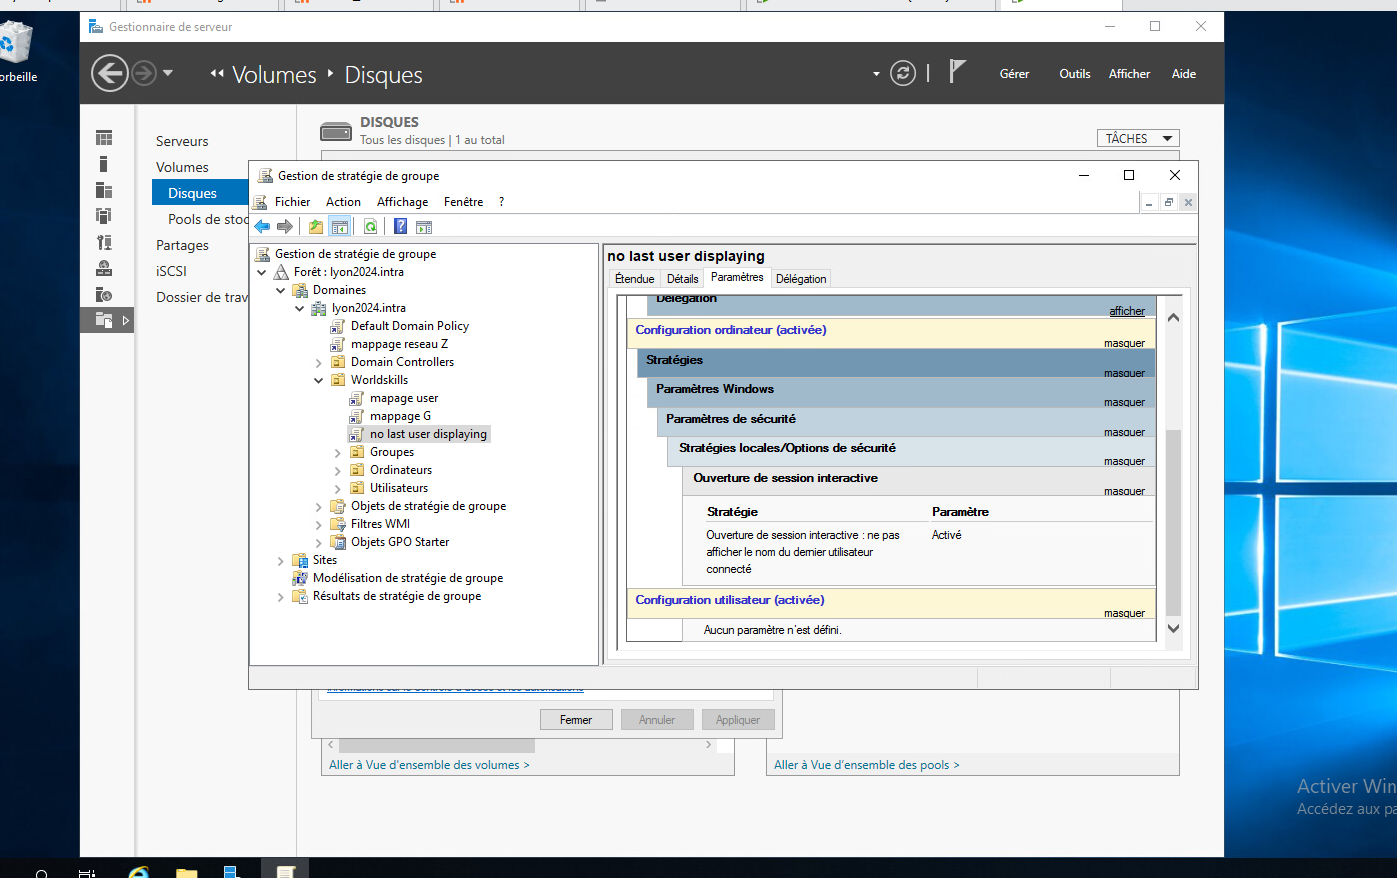 orbeille
Gestionnaire de serveur
Volumes
Disques
Gérer
Outils
Afficher
Aide
Serveurs
Volumes
Disques
Pools de stoc
Partages
iSCSI
Dossier de trav
DISQUES
Tous les disques | 1 au total
TÂCHES
Gestion de stratégie de groupe
Fichier
Action
Affichage
Fenêtre
?
Gestion de stratégie de groupe
Forêt : lyon2024.intra
Domaines
lyon2024.intra
Default Domain Policy
mappage reseau Z
Domain Controllers
Worldskills
mapage user
mappage G
no last user displaying
Groupes
Ordinateurs
Utilisateurs
Objets de stratégie de groupe
Filtres WMI
Objets GPO Starter
Sites
Modélisation de stratégie de groupe
Résultats de stratégie de groupe
no last user displaying
Étendue
Détails
Paramètres
Délégation
Délégation
afficher
Configuration ordinateur (activée)
masquer
Stratégies
masquer
Paramètres Windows
masquer
Paramètres de sécurité
masquer
Stratégies locales/Options de sécurité
masquer
Ouverture de session interactive
masquer
Stratégie
Paramètre
Ouverture de session interactive : ne pas
afficher le nom du dernier utilisateur
connecté
Activé
Configuration utilisateur (activée)
masquer
Aucun paramètre n'est défini.
Informations sur le contrôle d'accès et les autorisations
Fermer
Annuler
Appliquer
Aller à Vue d'ensemble des volumes >
Aller à Vue d'ensemble des pools >
Activer Win
Accédez aux pa